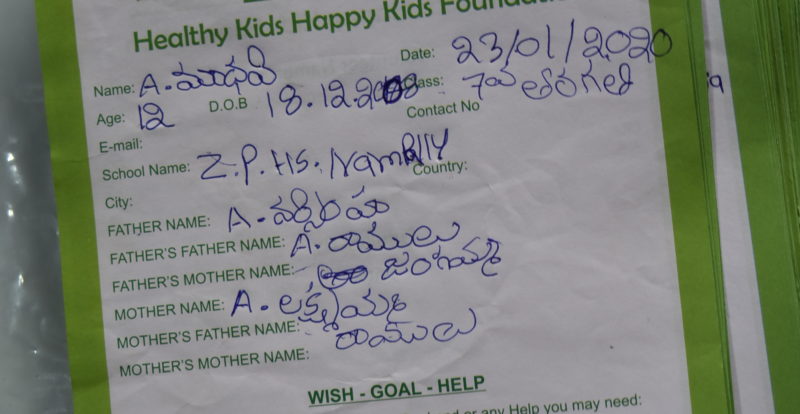 Healthy Kids Happy Kids
Date: 23/01/2020
Name: A. మాధవి
Class: 7వ తరగతి
Age: 12 D.O.B 18.12.2008
Contact No
E-mail:
School Name: Z.P.HS.
Country:
City:
FATHER NAME: A.
FATHER'S FATHER NAME: A. రాములు
FATHER'S MOTHER NAME: జంగమ్మ
MOTHER NAME: A. లక్ష్మమ్మ
MOTHER'S FATHER NAME: రాములు
MOTHER'S MOTHER NAME:
WISH - GOAL - HELP
or any Help you may need: